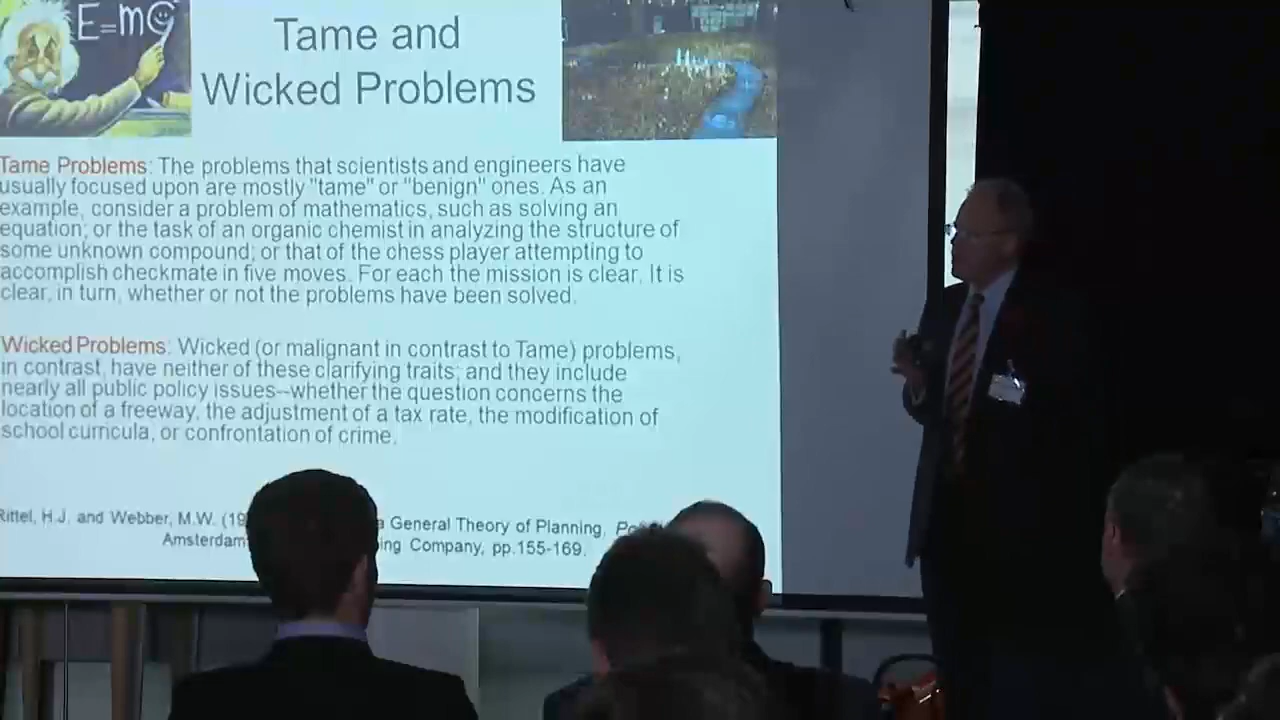 E=mc
Tame and
Wicked Problems
Tame Problems: The problems that scientists and engineers have
usually focused upon are mostly "tame" or "benign" ones. As an
example, consider a problem of mathematics, such as solving an
equation; or the task of an organic chemist in analyzing the structure of
some unknown compound; or that of the chess player attempting to
accomplish checkmate in five moves. For each the mission is clear. It is
clear, in turn, whether or not the problems have been solved.
Wicked Problems: Wicked (or malignant in contrast to Tame) problems,
in contrast, have neither of these clarifying traits; and they include
nearly all public policy issues--whether the question concerns the
location of a freeway, the adjustment of a tax rate, the modification of
school curricula, or confrontation of crime.
Rittel, H.J. and Webber, M.W. (19 a General Theory of Planning, Po
Amsterdam ing Company, pp.155-169.